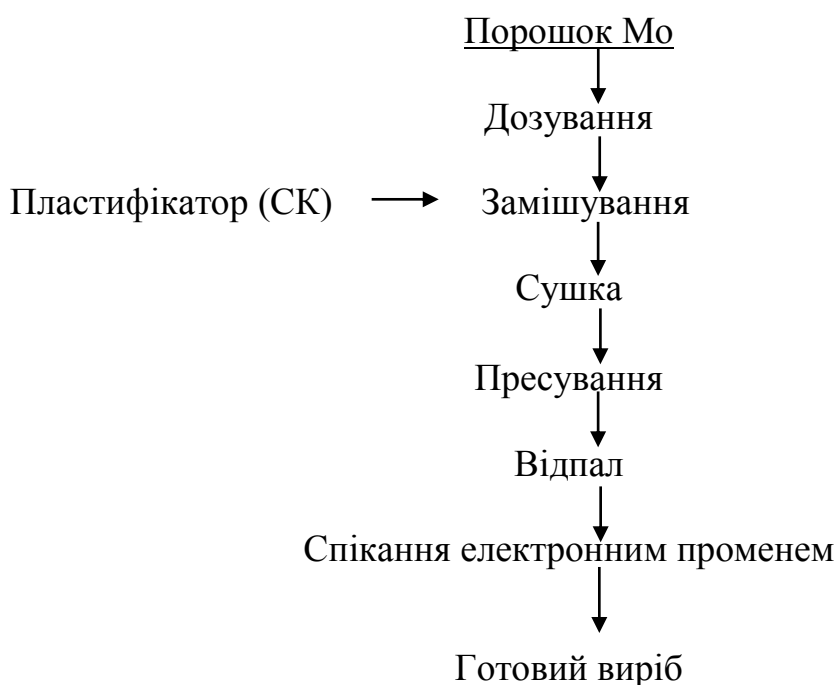 Порошок Мо
Дозування
Пластифікатор (СК)
Замішування
Сушка
Пресування
Відпал
Спікання електронним променем
Готовий виріб